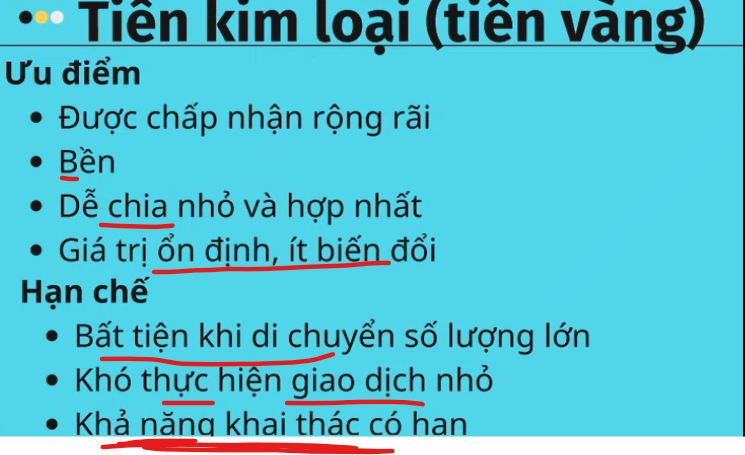 Tiền kim loại (tiền vàng)
Ưu điểm
• Được chấp nhận rộng rãi
• Bền
• Dễ chia nhỏ và hợp nhất
• Giá trị ổn định, ít biến đổi
Hạn chế
• Bất tiện khi di chuyển số lượng lớn
• Khó thực hiện giao dịch nhỏ
• Khả năng khai thác có hạn